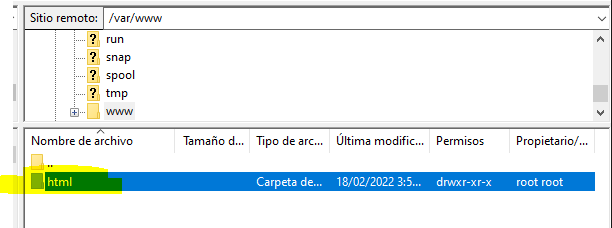 Sitio remoto: /var/www
run
snap
spool
tmp
www
Nombre de archivo Tamaño d... Tipo de arc... Última modific... Permisos Propietario/...
..
html Carpeta de... 18/02/2022 3:5... drwxr-xr-x root root